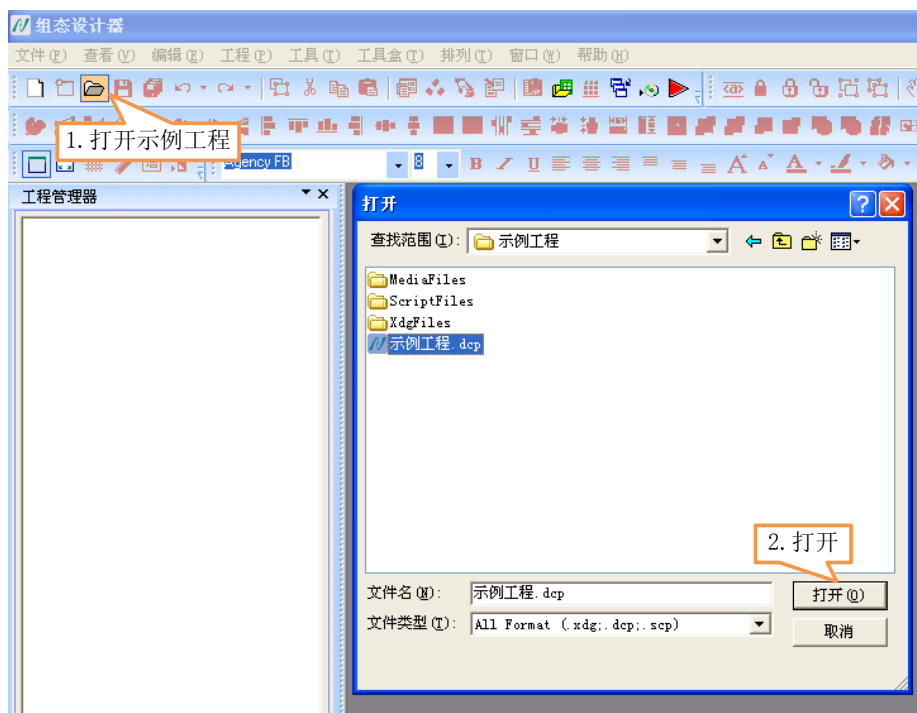 组态设计器
文件(F) 查看(V) 编辑(E) 工程(P) 工具(T) 工具盒(T) 排列(L) 窗口(W) 帮助(H)
1.打开示例工程
Agency FB 8 B I U
工程管理器
打开
查找范围(I): 示例工程
MediaFiles
ScriptFiles
XdgFiles
示例工程.dcp
2.打开
文件名(N): 示例工程.dcp 打开(O)
文件类型(T): All Format (.xdg;.dcp;.scp) 取消